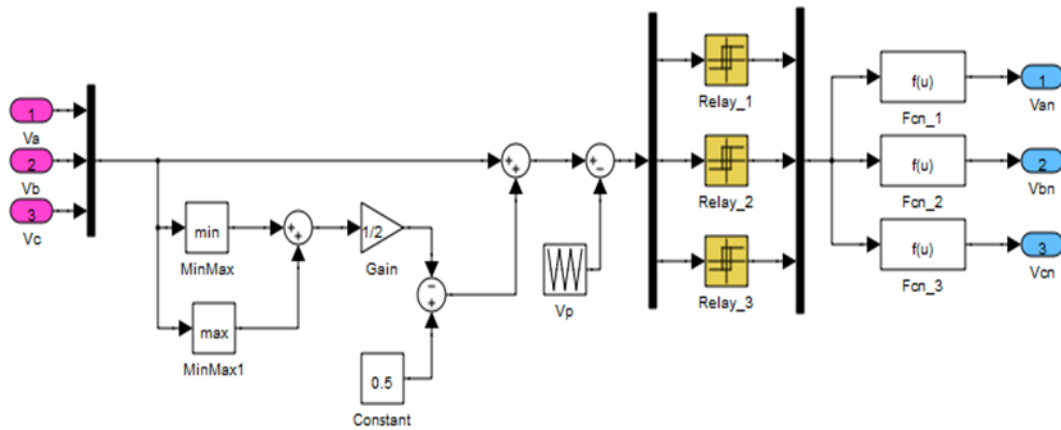 1
Va
2
Vb
3
Vc
min
MinMax
max
MinMax1
+
+
1/2
Gain
−
+
0.5
Constant
+
+
+
−
Vp
Relay_1
Relay_2
Relay_3
f(u)
Fcn_1
f(u)
Fcn_2
f(u)
Fcn_3
1
Van
2
Vbn
3
Vcn